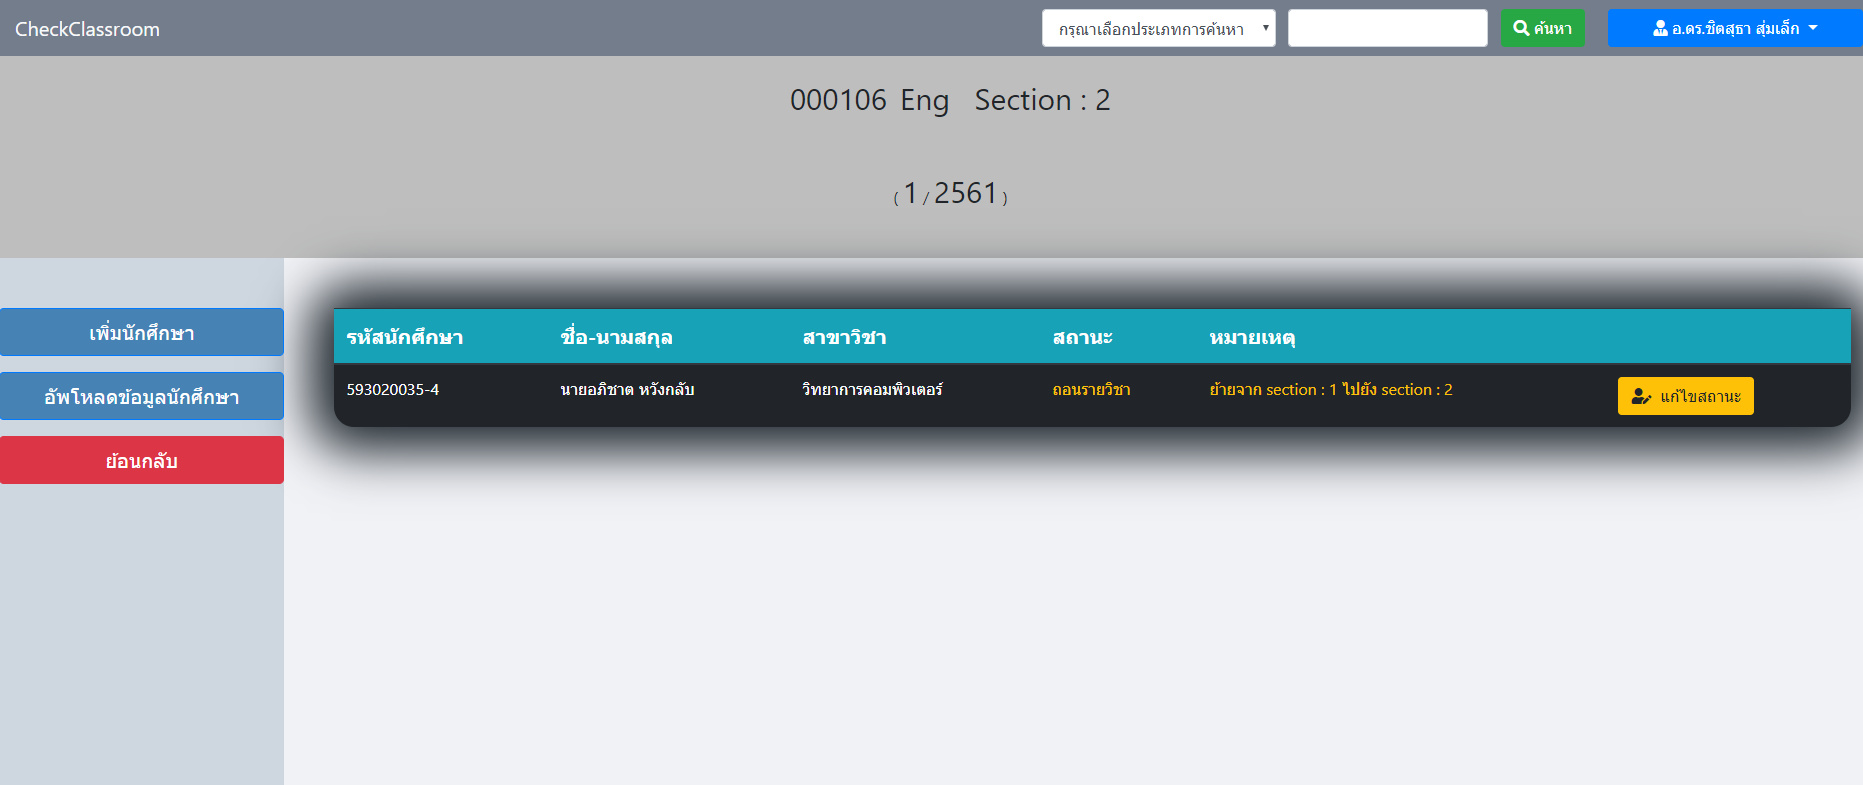 CheckClassroom
กรุณาเลือกประเภทการค้นหา
ค้นหา
อ.ดร.ชิตสุธา สุ่มเล็ก
000106 Eng Section : 2
( 1 / 2561 )
เพิ่มนักศึกษา
อัพโหลดข้อมูลนักศึกษา
ย้อนกลับ
รหัสนักศึกษา ชื่อ-นามสกุล สาขาวิชา สถานะ หมายเหตุ
593020035-4 นายอภิชาต หวังกลับ วิทยาการคอมพิวเตอร์ ถอนรายวิชา ย้ายจาก section : 1 ไปยัง section : 2 แก้ไขสถานะ